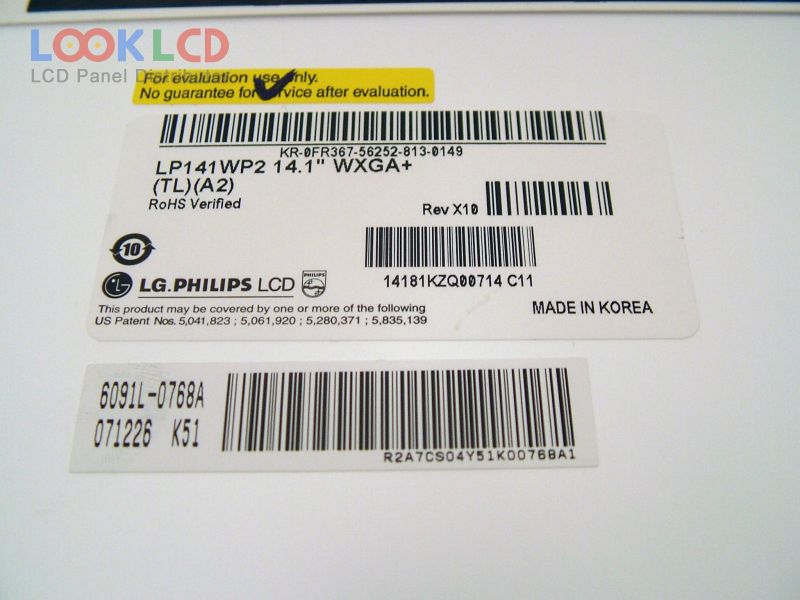 LOOKLCD
LCD Panel Distributor
For evaluation use only.
No guarantee for service after evaluation.
KR-0FR367-56252-813-0149
LP141WP2 14.1" WXGA+
(TL)(A2)
RoHS Verified
Rev X10
10
14181KZQ00714 C11
LG LG.PHILIPS LCD PHILIPS
This product may be covered by one or more of the following
US Patent Nos. 5,041,823 ; 5,061,920 ; 5,280,371 ; 5,835,139
MADE IN KOREA
6091L-0768A
071226 K51
R2A7CS04Y51K00768A1